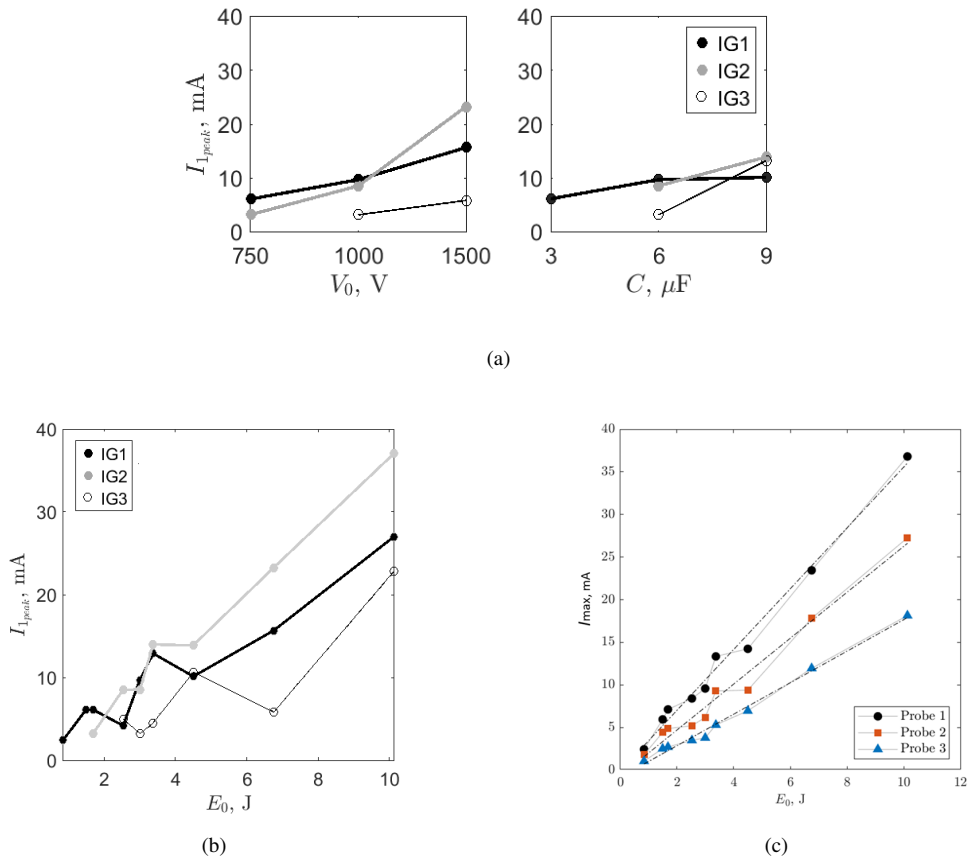 40
30
20
10
0
I1peak, mA
750 1000 1500
V0, V
40
30
20
10
0
3 6 9
C, μF
IG1
IG2
IG3
(a)
40
30
20
10
0
I1peak, mA
IG1
IG2
IG3
2 4 6 8 10
E0, J
(b)
40
35
30
25
20
15
10
5
0
Imax, mA
0 2 4 6 8 10 12
E0, J
Probe 1
Probe 2
Probe 3
(c)